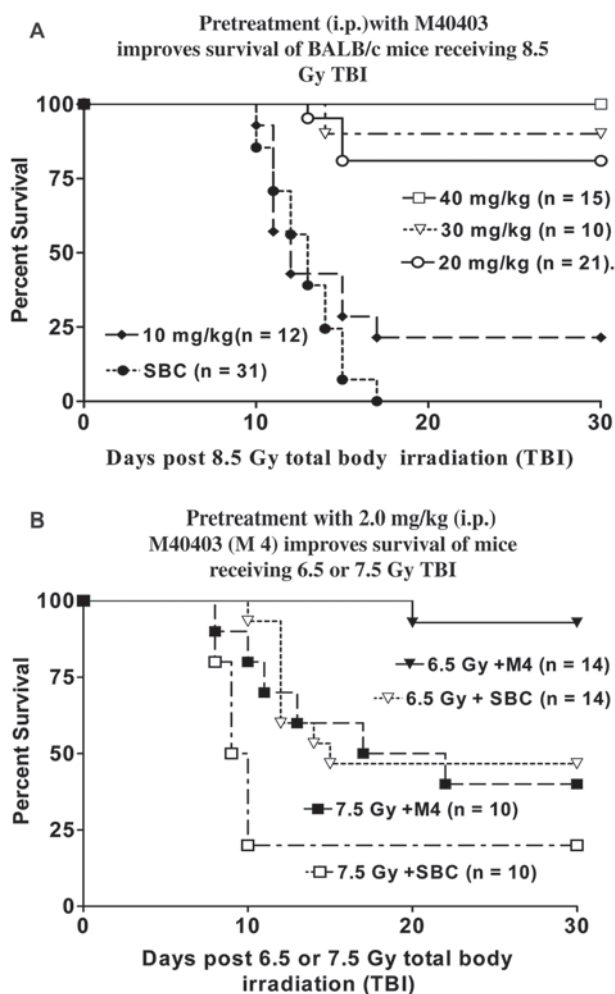 A
Pretreatment (i.p.)with M40403
improves survival of BALB/c mice receiving 8.5
Gy TBI
Percent Survival
100
75
50
25
0
40 mg/kg (n = 15)
30 mg/kg (n = 10)
20 mg/kg (n = 21).
10 mg/kg(n = 12)
SBC (n = 31)
0 10 20 30
Days post 8.5 Gy total body irradiation (TBI)
B
Pretreatment with 2.0 mg/kg (i.p.)
M40403 (M 4) improves survival of mice
receiving 6.5 or 7.5 Gy TBI
Percent Survival
100
75
50
25
0
6.5 Gy +M4 (n = 14)
6.5 Gy + SBC (n = 14)
7.5 Gy +M4 (n = 10)
7.5 Gy +SBC (n = 10)
0 10 20 30
Days post 6.5 or 7.5 Gy total body
irradiation (TBI)